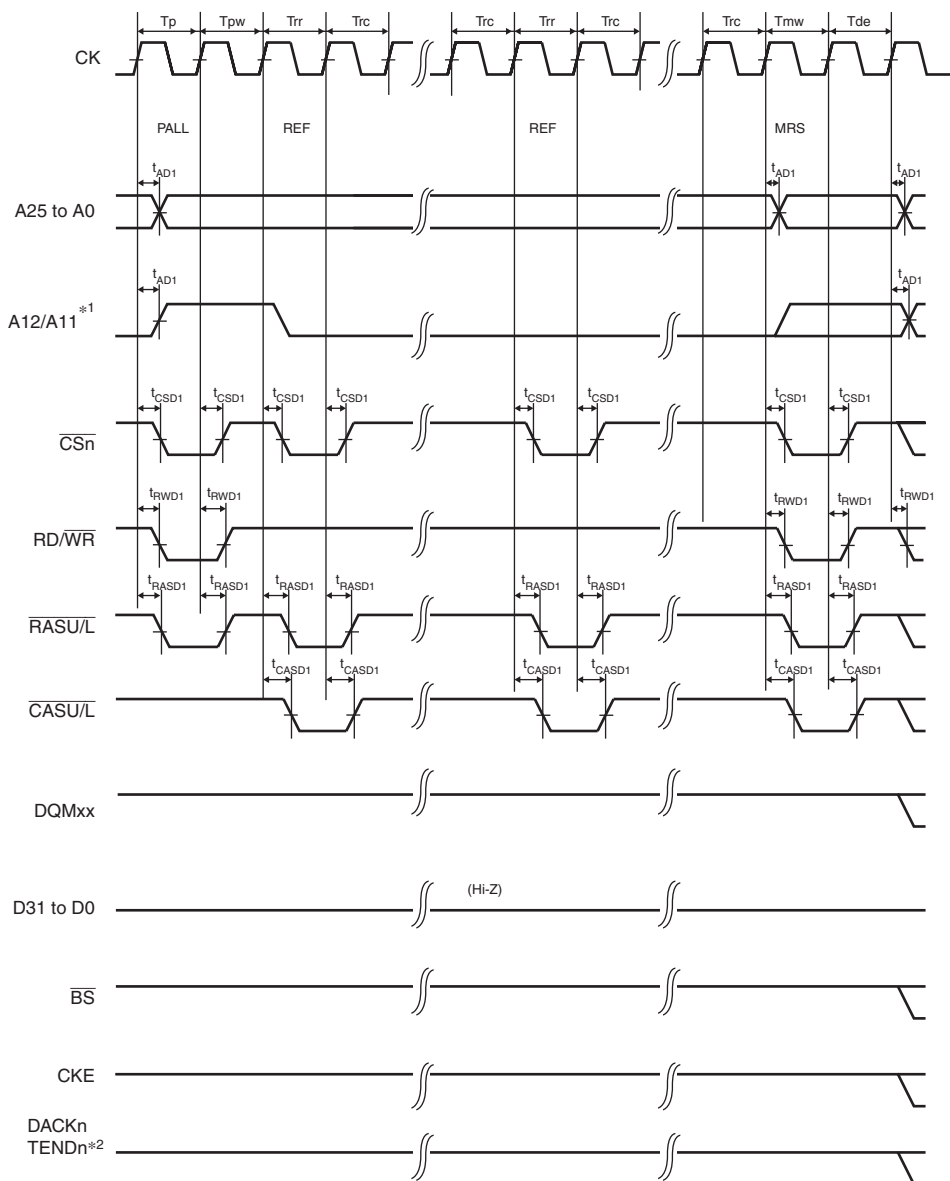 Tp Tpw Trr Trc Trc Trr Trc Trc Tmw Tde
CK
PALL REF REF MRS
tAD1 tAD1 tAD1
A25 to A0
tAD1 tAD1
A12/A11*1
tCSD1 tCSD1 tCSD1 tCSD1 tCSD1 tCSD1 tCSD1 tCSD1
CSn
tRWD1 tRWD1 tRWD1 tRWD1 tRWD1
RD/WR
tRASD1 tRASD1 tRASD1 tRASD1 tRASD1 tRASD1 tRASD1 tRASD1
RASU/L
tCASD1 tCASD1 tCASD1 tCASD1 tCASD1 tCASD1
CASU/L
DQMxx
(Hi-Z)
D31 to D0
BS
CKE
DACKn
TENDn*2